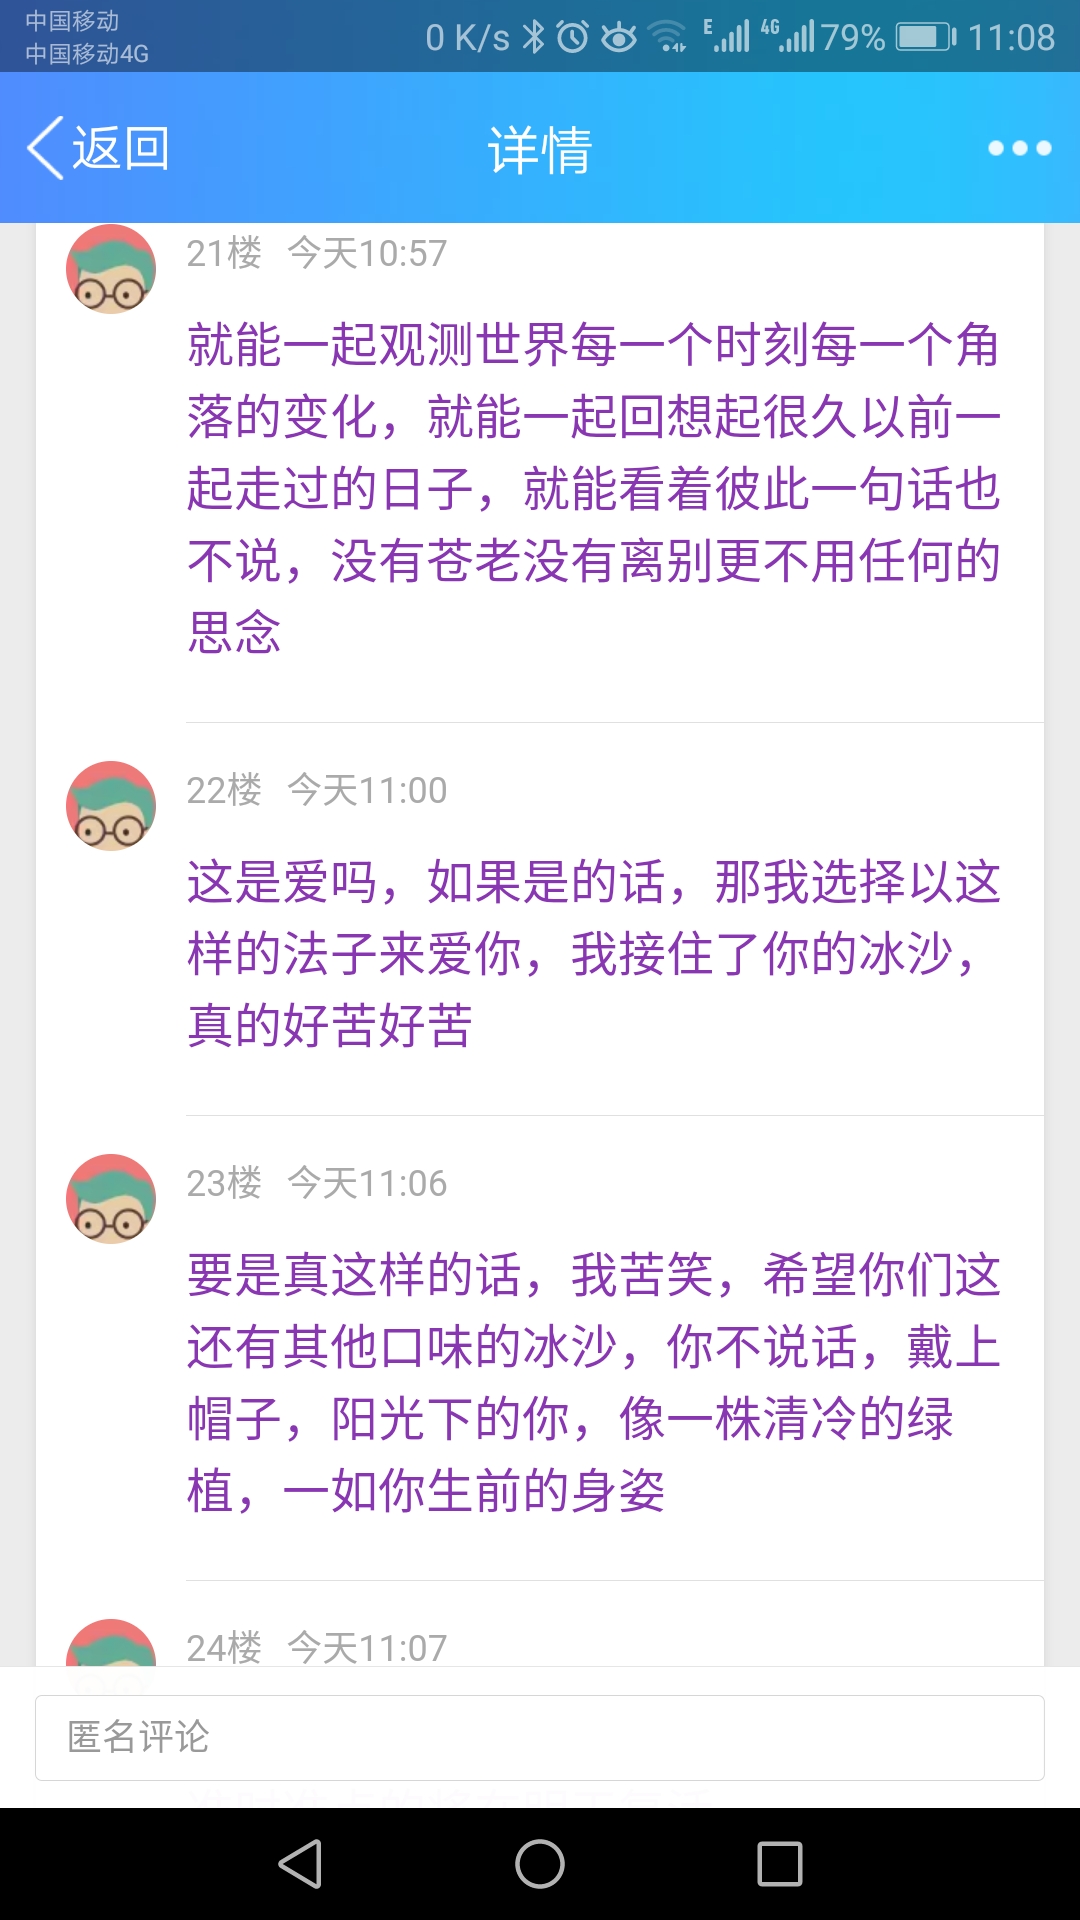 中国移动
中国移动4G
0 K/s
E
4G
79%
11:08
返回
详情
21楼 今天10:57
就能一起观测世界每一个时刻每一个角
落的变化，就能一起回想起很久以前一
起走过的日子，就能看着彼此一句话也
不说，没有苍老没有离别更不用任何的
思念
22楼 今天11:00
这是爱吗，如果是的话，那我选择以这
样的法子来爱你，我接住了你的冰沙，
真的好苦好苦
23楼 今天11:06
要是真这样的话，我苦笑，希望你们这
还有其他口味的冰沙，你不说话，戴上
帽子，阳光下的你，像一株清冷的绿
植，一如你生前的身姿
24楼 今天11:07
匿名评论